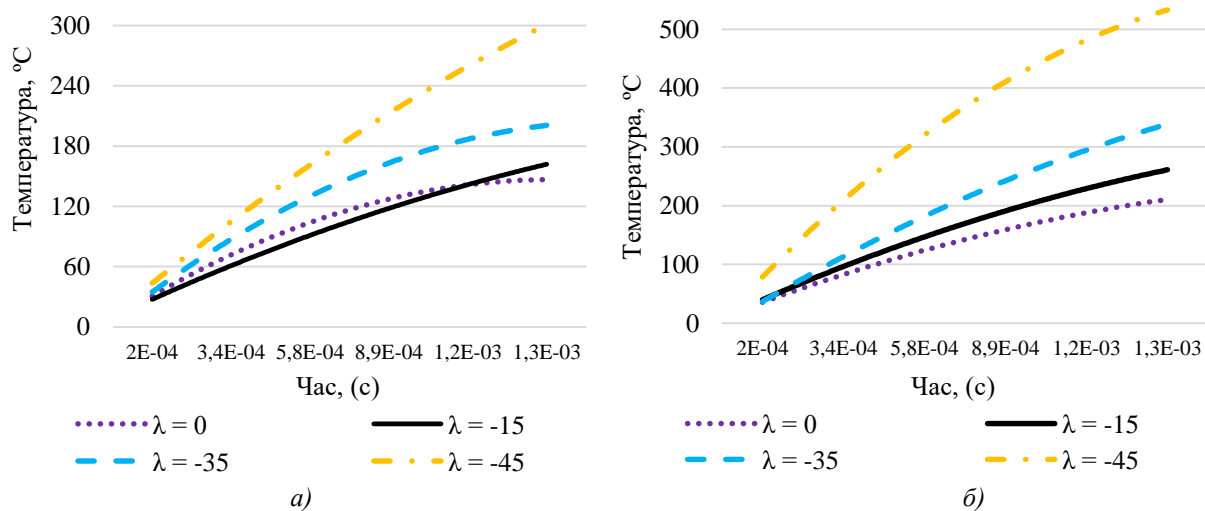 300
240
180
120
60
0
Температура, ºС
2E-04 3,4E-04 5,8E-04 8,9E-04 1,2E-03 1,3E-03
Час, (с)
λ = 0 λ = -15
λ = -35 λ = -45
а)
500
400
300
200
100
0
Температура, ºС
2E-04 3,4E-04 5,8E-04 8,9E-04 1,2E-03 1,3E-03
Час, (с)
λ = 0 λ = -15
λ = -35 λ = -45
б)